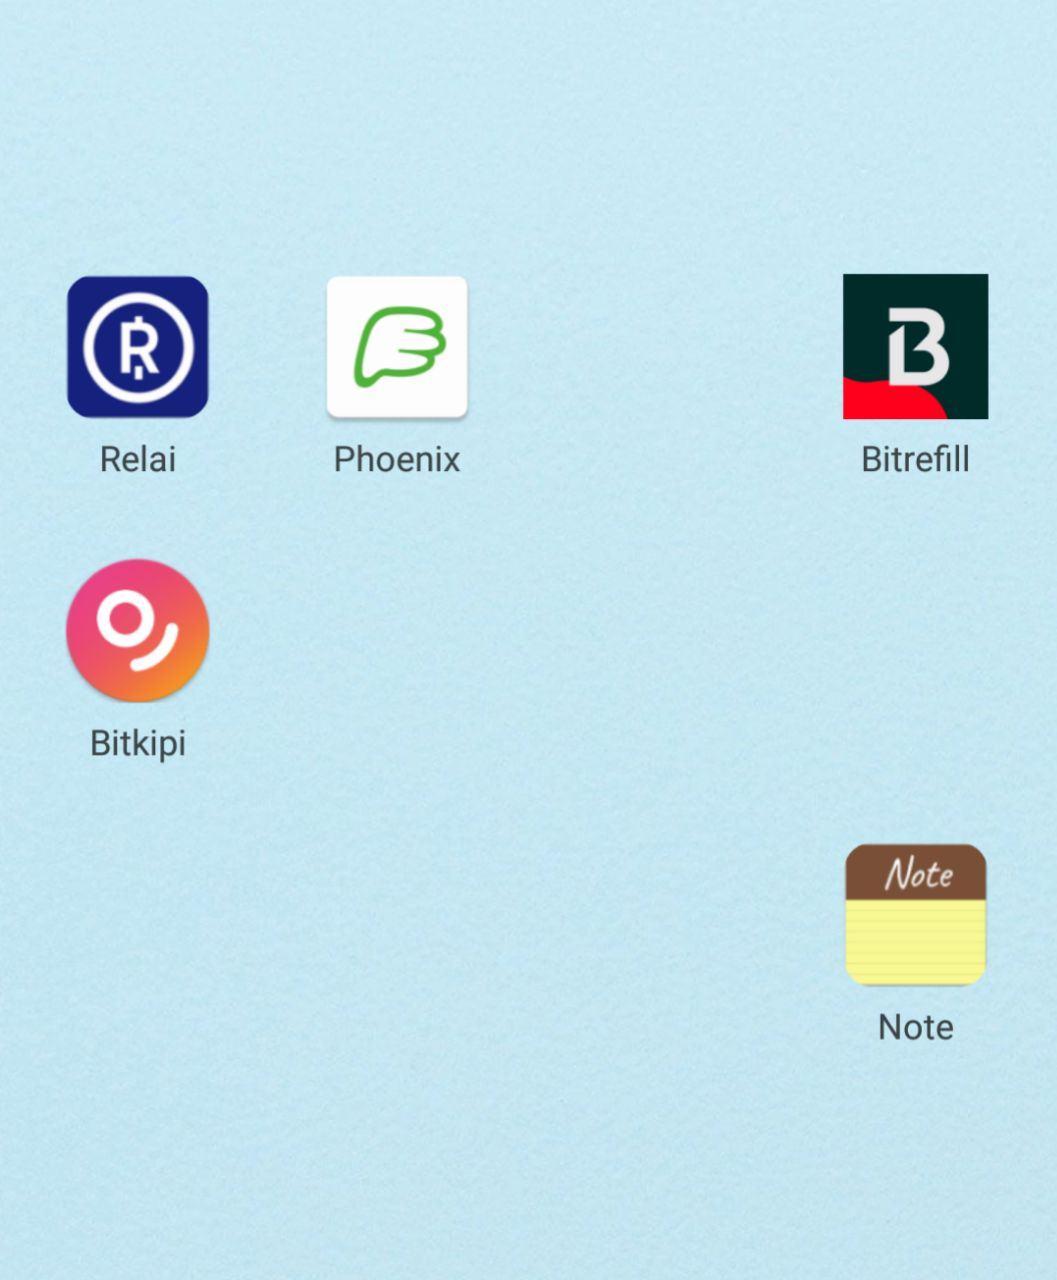 Relai
Phoenix
Bitrefill
Bitkipi
Note
Note